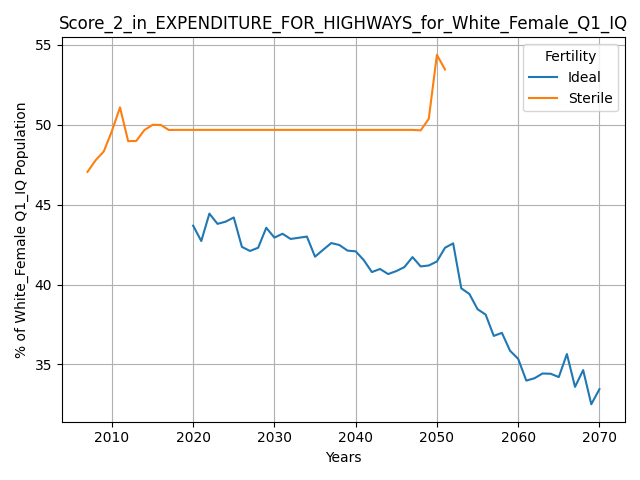 Score_2_in_EXPENDITURE_FOR_HIGHWAYS_for_White_Female_Q1_IQ
% of White_Female Q1_IQ Population
55
50
45
40
35
Fertility
Ideal
Sterile
2010 2020 2030 2040 2050 2060 2070
Years